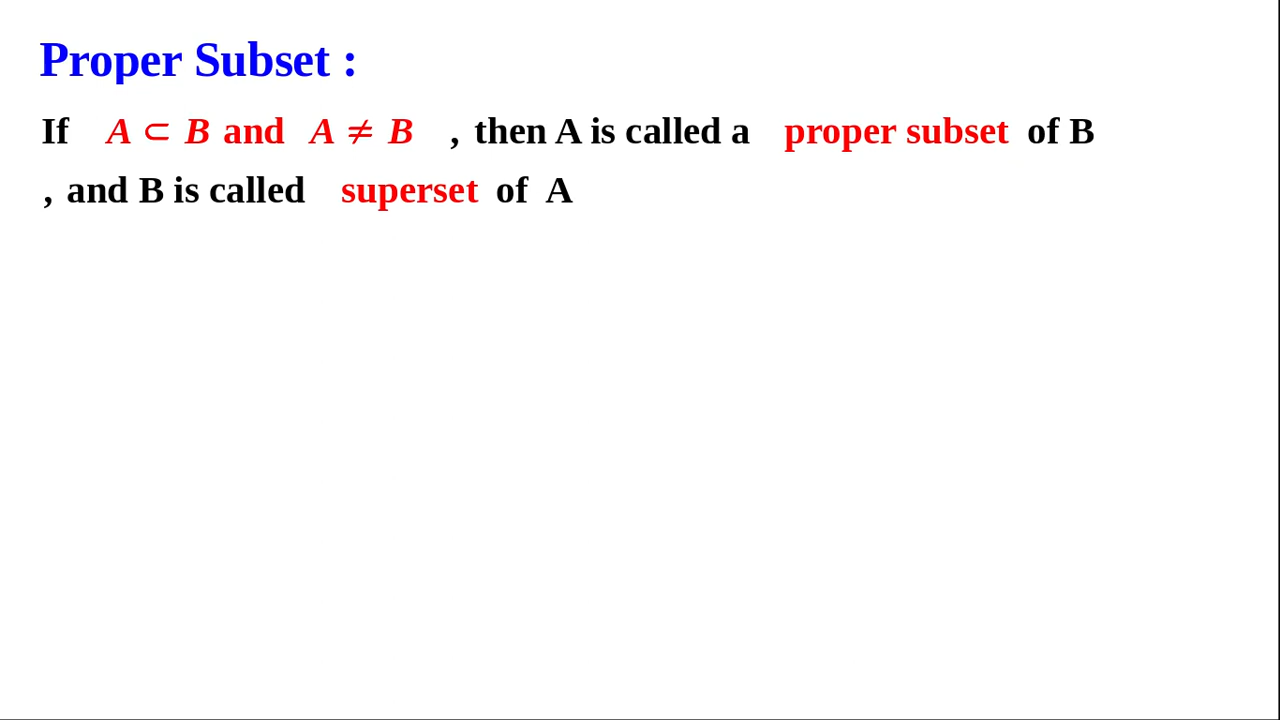 Proper Subset :
If A ⊂ B and A ≠ B , then A is called a proper subset of B
, and B is called superset of A